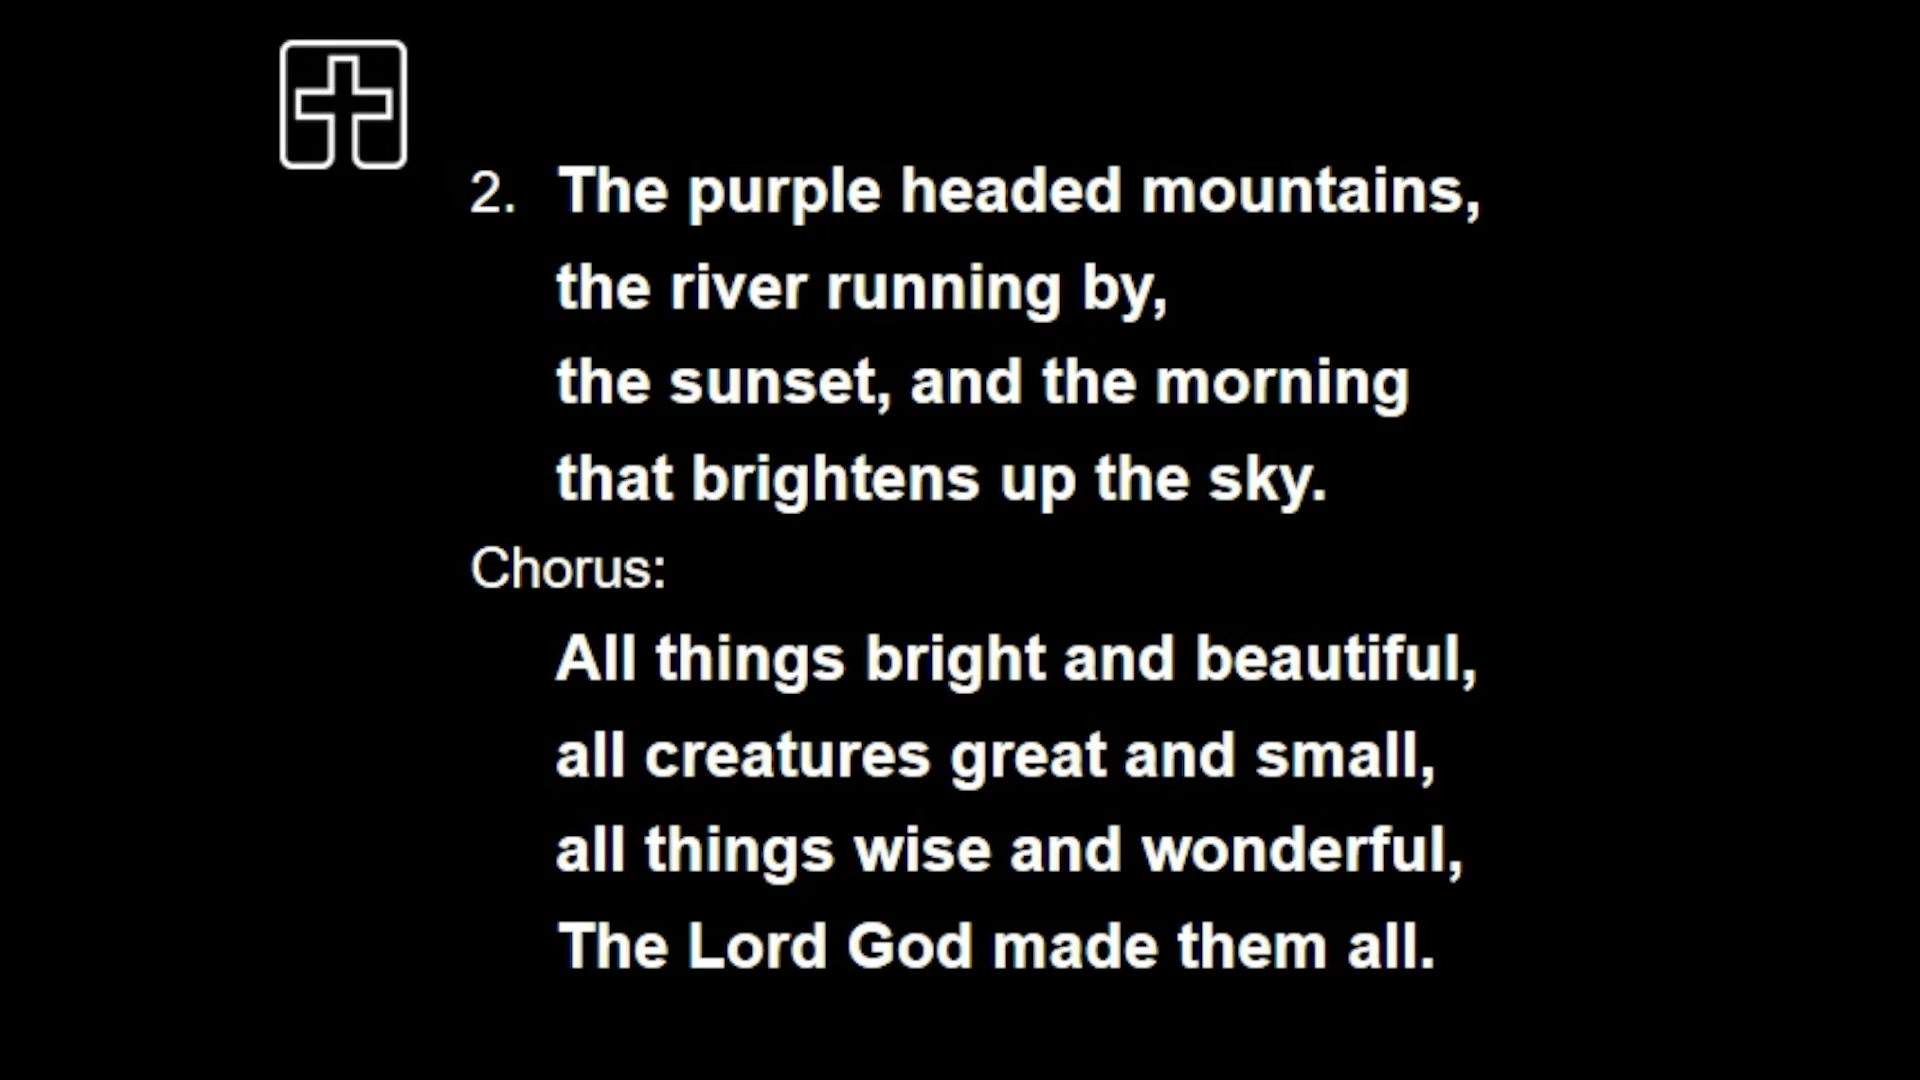 2. The purple headed mountains,
the river running by,
the sunset, and the morning
that brightens up the sky.
Chorus:
All things bright and beautiful,
all creatures great and small,
all things wise and wonderful,
The Lord God made them all.